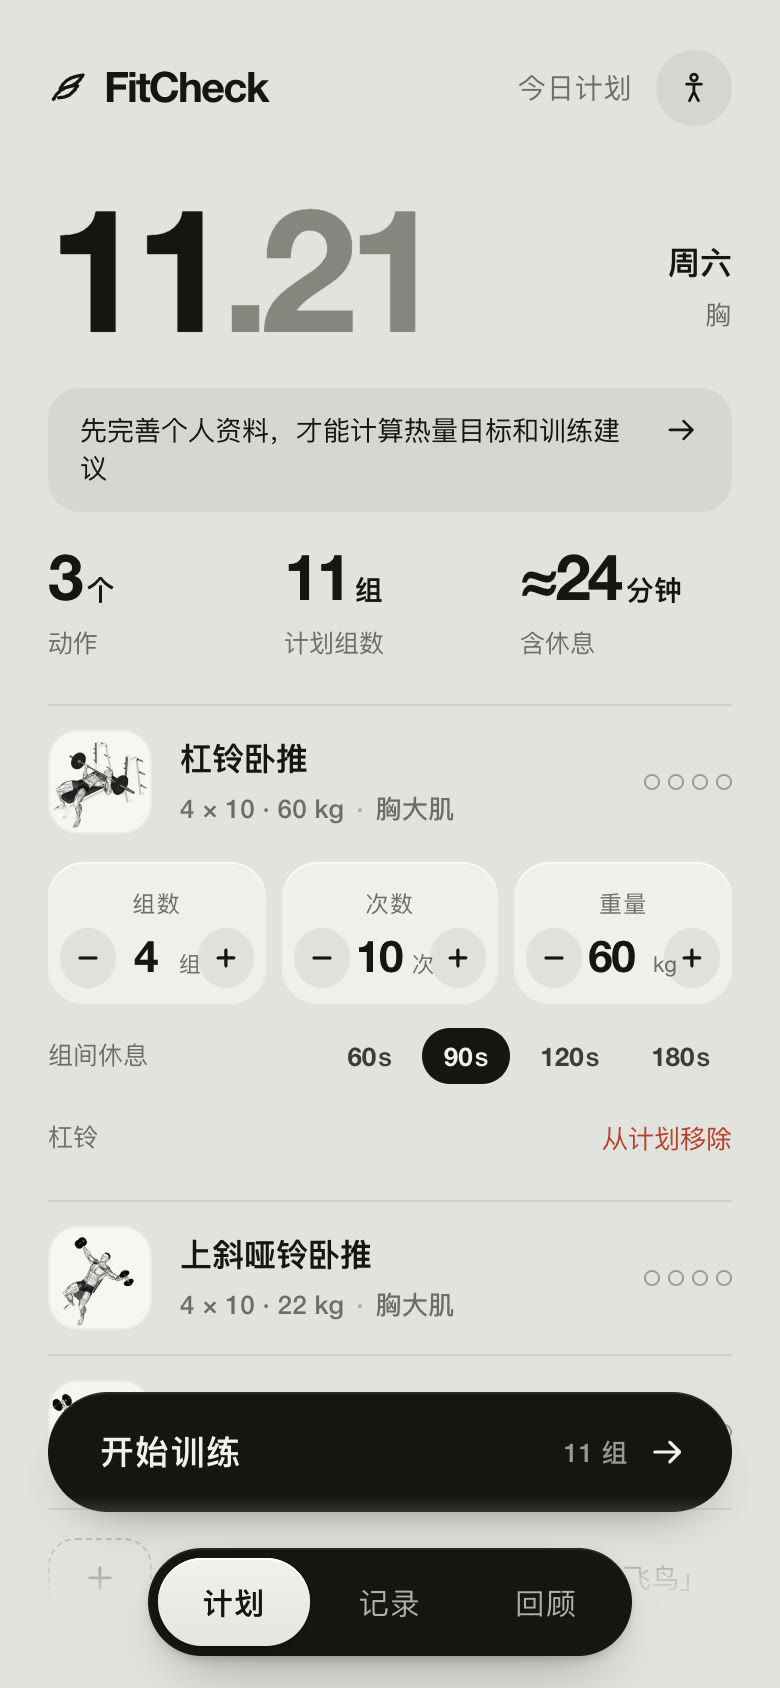 FitCheck
今日计划
11.21
周六
胸
先完善个人资料，才能计算热量目标和训练建
议
3个
11组
≈24分钟
动作
计划组数
含休息
杠铃卧推
4 × 10 · 60 kg · 胸大肌
组数
次数
重量
− 4 组 +
− 10 次 +
− 60 kg +
组间休息
60s
90s
120s
180s
杠铃
从计划移除
上斜哑铃卧推
4 × 10 · 22 kg · 胸大肌
开始训练
11 组
+
飞鸟」
计划
记录
回顾